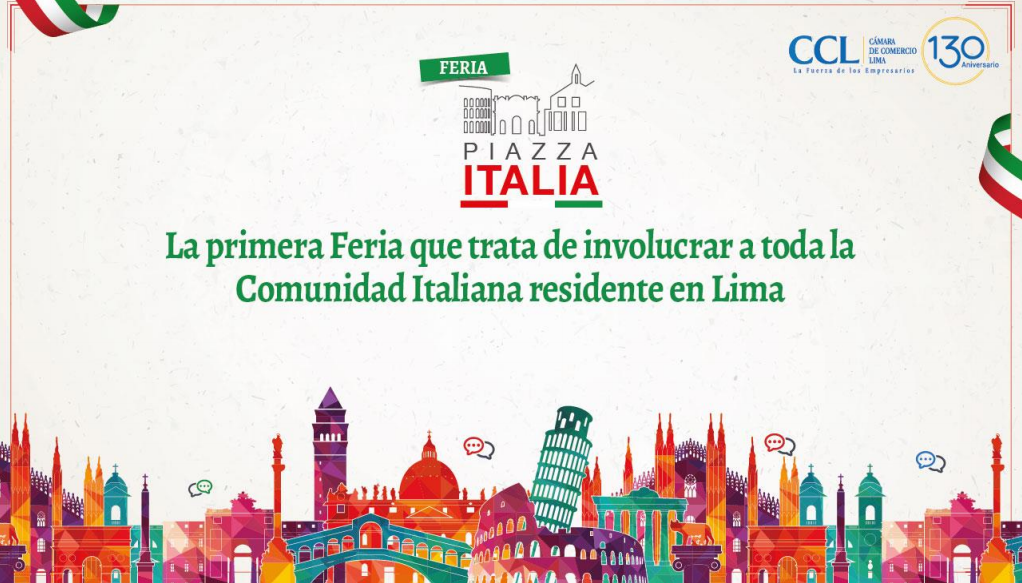 CCL
CÁMARA
DE COMERCIO
LIMA
La Fuerza de los Empresarios
130
Aniversario
FERIA
PIAZZA
ITALIA
La primera Feria que trata de involucrar a toda la
Comunidad Italiana residente en Lima